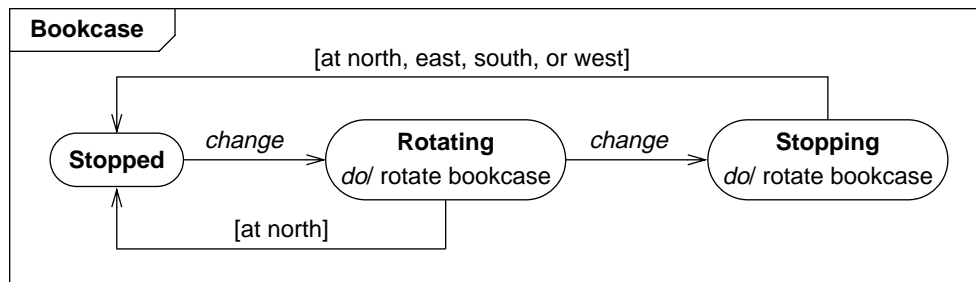 Bookcase
[at north, east, south, or west]
Stopped
change
Rotating
do/ rotate bookcase
change
Stopping
do/ rotate bookcase
[at north]